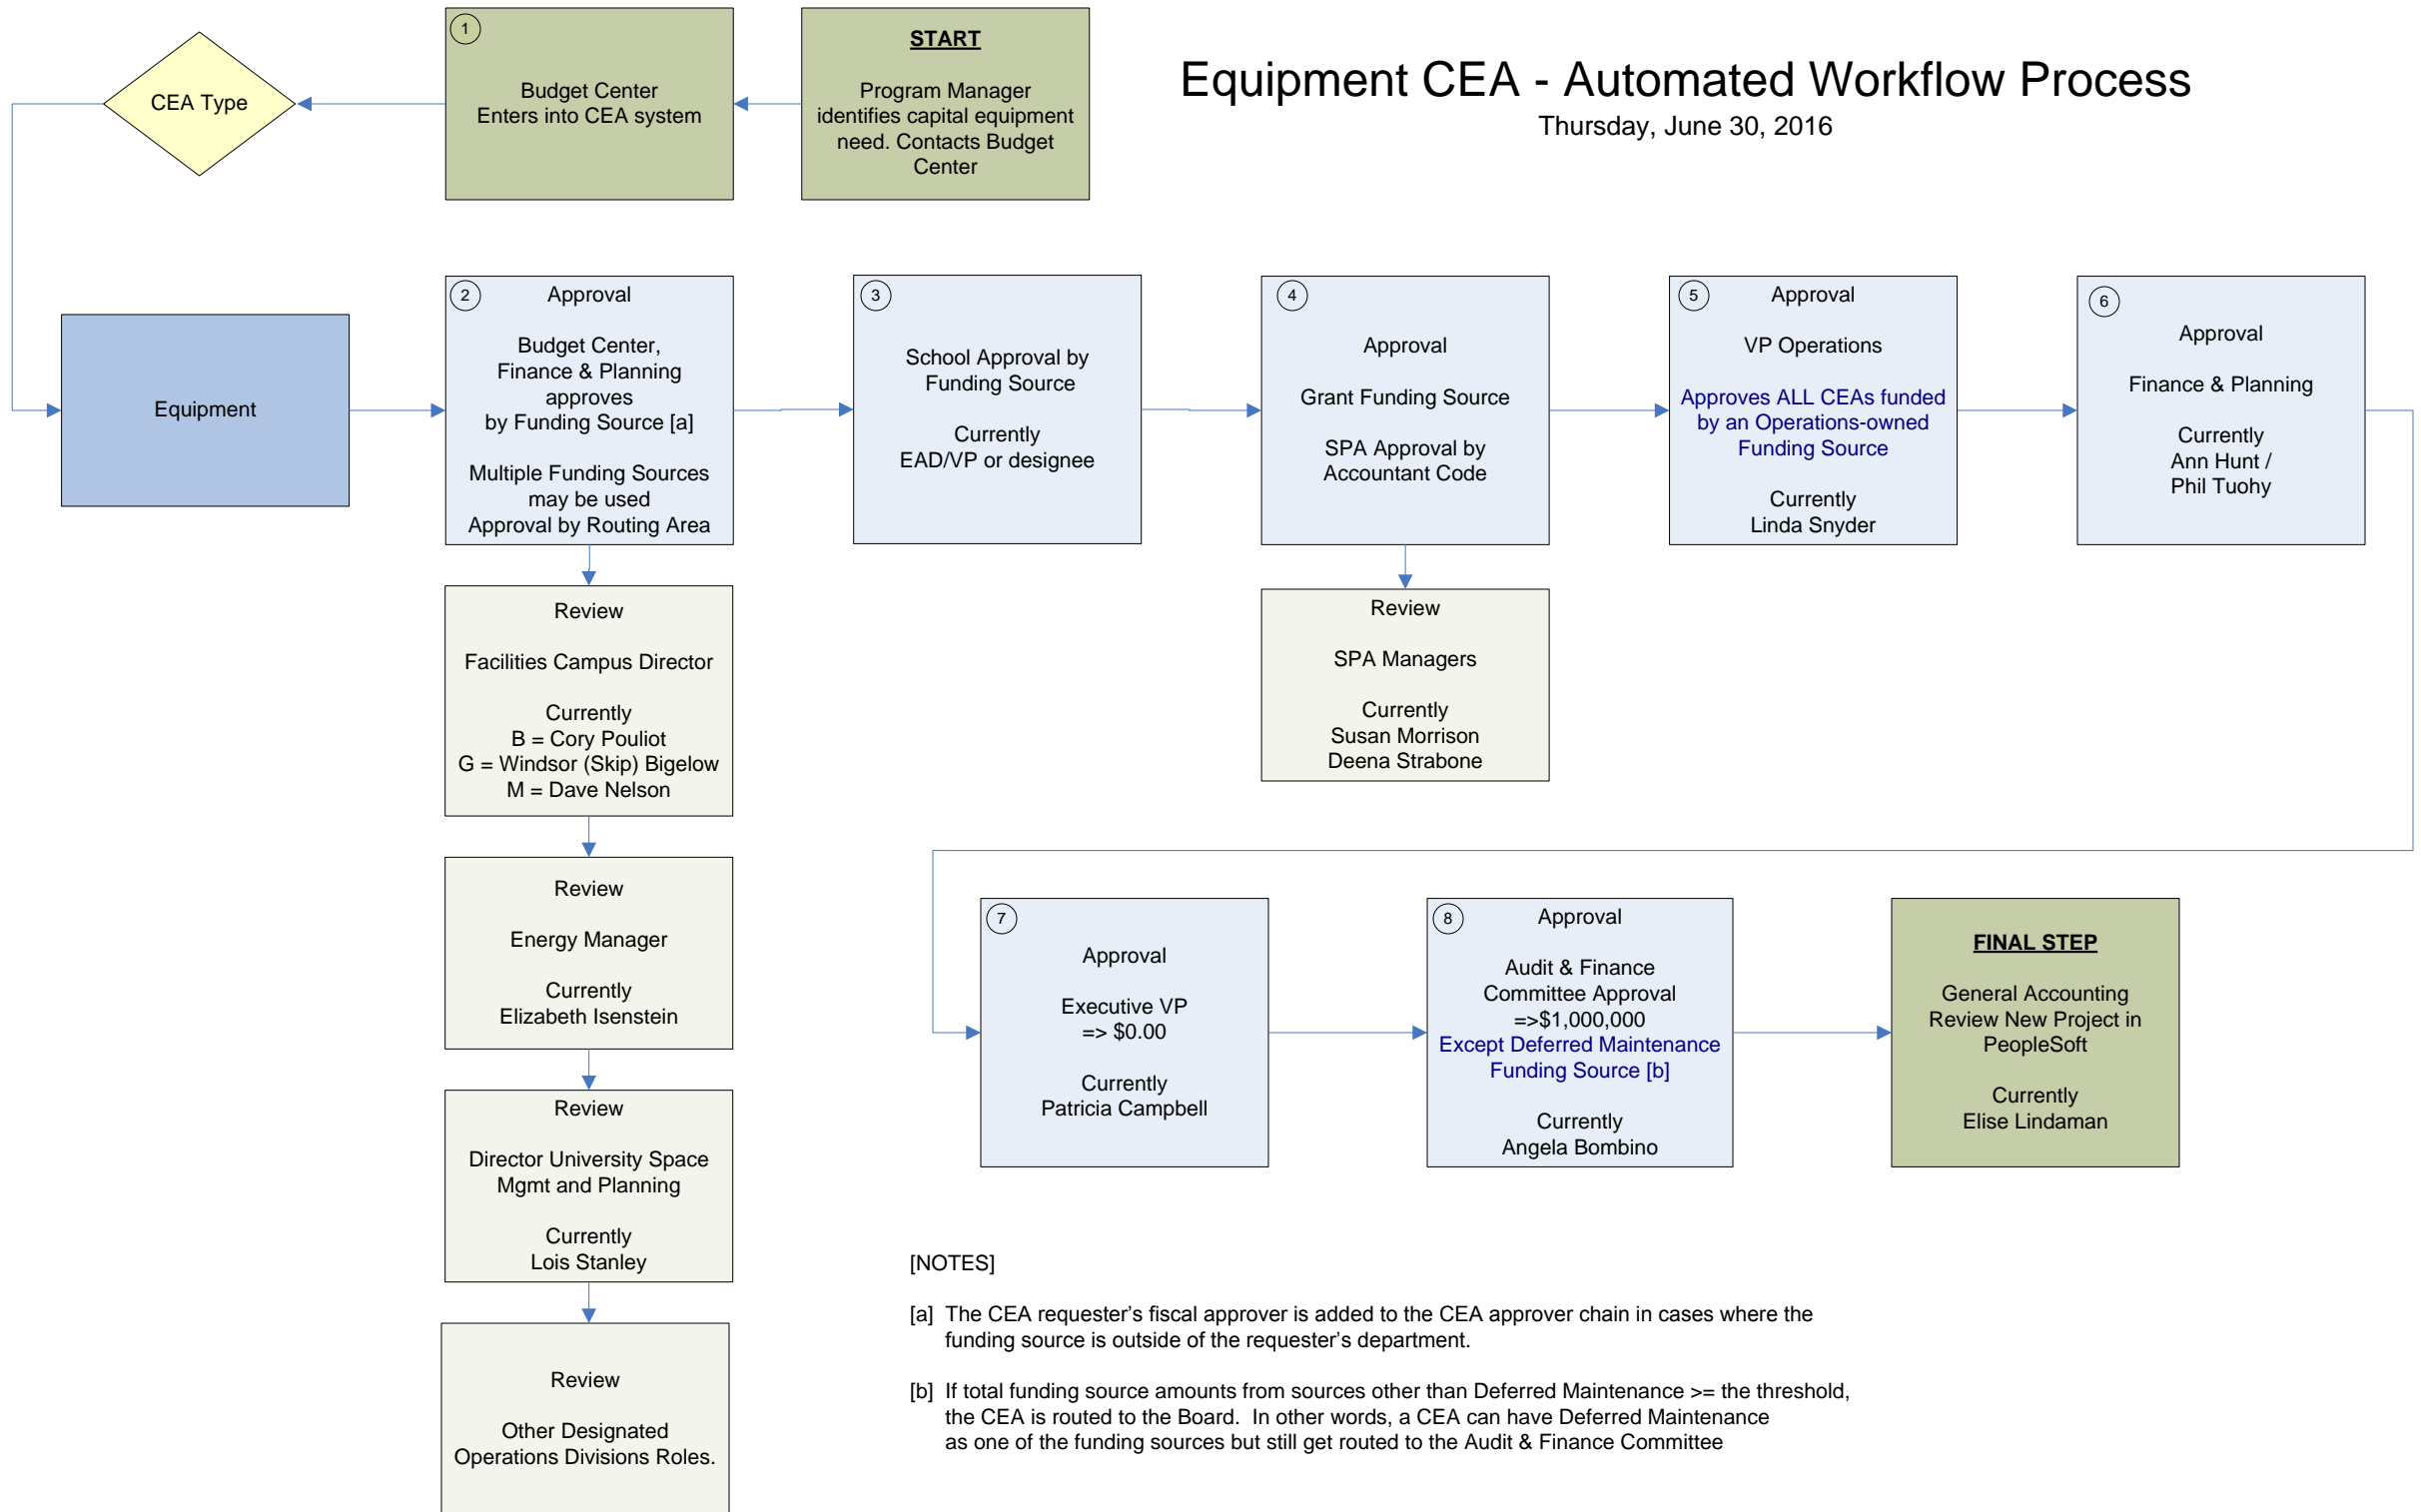 Equipment CEA - Automated Workflow Process
Thursday, June 30, 2016
START
Program Manager
identifies capital equipment
need. Contacts Budget
Center
1
Budget Center
Enters into CEA system
CEA Type
Equipment
2
Approval
Budget Center,
Finance & Planning
approves
by Funding Source [a]
Multiple Funding Sources
may be used
Approval by Routing Area
3
School Approval by
Funding Source
Currently
EAD/VP or designee
4
Approval
Grant Funding Source
SPA Approval by
Accountant Code
5
Approval
VP Operations
Approves ALL CEAs funded
by an Operations-owned
Funding Source
Currently
Linda Snyder
6
Approval
Finance & Planning
Currently
Ann Hunt /
Phil Tuohy
Review
Facilities Campus Director
Currently
B = Cory Pouliot
G = Windsor (Skip) Bigelow
M = Dave Nelson
Review
SPA Managers
Currently
Susan Morrison
Deena Strabone
Review
Energy Manager
Currently
Elizabeth Isenstein
Review
Director University Space
Mgmt and Planning
Currently
Lois Stanley
Review
Other Designated
Operations Divisions Roles.
7
Approval
Executive VP
=> $0.00
Currently
Patricia Campbell
8
Approval
Audit & Finance
Committee Approval
=>$1,000,000
Except Deferred Maintenance
Funding Source [b]
Currently
Angela Bombino
FINAL STEP
General Accounting
Review New Project in
PeopleSoft
Currently
Elise Lindaman
[NOTES]
[a] The CEA requester’s fiscal approver is added to the CEA approver chain in cases where the
funding source is outside of the requester’s department.
[b] If total funding source amounts from sources other than Deferred Maintenance >= the threshold,
the CEA is routed to the Board. In other words, a CEA can have Deferred Maintenance
as one of the funding sources but still get routed to the Audit & Finance Committee